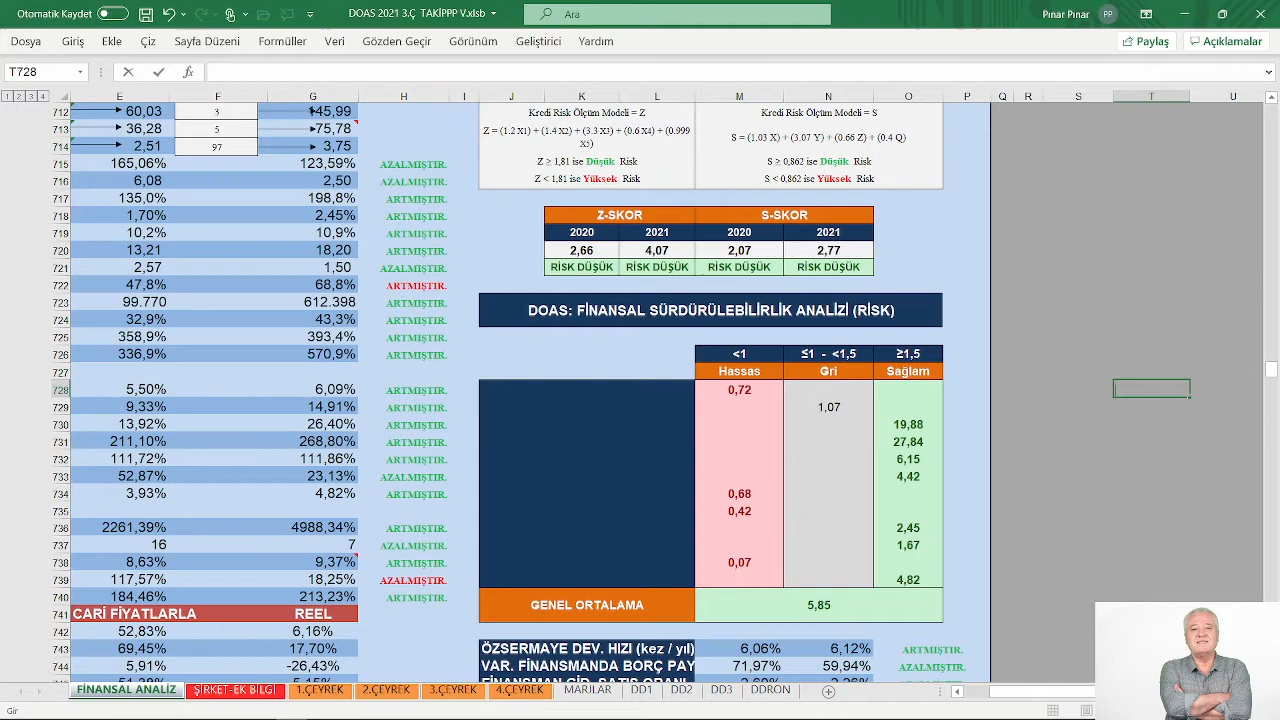 Otomatik Kaydet
DOAS 2021 3.Ç TAKİPPP V.xlsb
Ara
Pınar Pınar
PP
Dosya Giriş Ekle Çiz Sayfa Düzeni Formüller Veri Gözden Geçir Görünüm Geliştirici Yardım
Paylaş
Açıklamalar
T728
fx
1 2 3 4
E F G H I J K L M N O P Q R S T U
712 60,03 3 45,99
713 36,28 5 75,78
714 2,51 97 3,75
715 165,06% 123,59% AZALMIŞTIR.
716 6,08 2,50 AZALMIŞTIR.
717 135,0% 198,8% ARTMIŞTIR.
718 1,70% 2,45% ARTMIŞTIR.
719 10,2% 10,9% ARTMIŞTIR.
720 13,21 18,20 ARTMIŞTIR.
721 2,57 1,50 AZALMIŞTIR.
722 47,8% 68,8% ARTMIŞTIR.
723 99.770 612.398 ARTMIŞTIR.
724 32,9% 43,3% ARTMIŞTIR.
725 358,9% 393,4% ARTMIŞTIR.
726 336,9% 570,9% ARTMIŞTIR.
727
728 5,50% 6,09% ARTMIŞTIR.
729 9,33% 14,91% ARTMIŞTIR.
730 13,92% 26,40% ARTMIŞTIR.
731 211,10% 268,80% ARTMIŞTIR.
732 111,72% 111,86% ARTMIŞTIR.
733 52,87% 23,13% AZALMIŞTIR.
734 3,93% 4,82% ARTMIŞTIR.
735
736 2261,39% 4988,34% ARTMIŞTIR.
737 16 7 AZALMIŞTIR.
738 8,63% 9,37% ARTMIŞTIR.
739 117,57% 18,25% AZALMIŞTIR.
740 184,46% 213,23% ARTMIŞTIR.
741 CARİ FİYATLARLA REEL
742 52,83% 6,16%
743 69,45% 17,70%
744 5,91% -26,43%
Kredi Risk Ölçüm Modeli = Z
Z = (1.2 X1) + (1.4 X2) + (3.3 X3) + (0.6 X4) + (0.999
X5)
Z ≥ 1,81 ise Düşük Risk
Z < 1,81 ise Yüksek Risk
Kredi Risk Ölçüm Modeli = S
S = (1.03 X) + (3.07 Y) + (0.66 Z) + (0.4 Q)
S ≥ 0,862 ise Düşük Risk
S < 0,862 ise Yüksek Risk
Z-SKOR S-SKOR
2020 2021 2020 2021
2,66 4,07 2,07 2,77
RİSK DÜŞÜK RİSK DÜŞÜK RİSK DÜŞÜK RİSK DÜŞÜK
DOAS: FİNANSAL SÜRDÜRÜLEBİLİRLİK ANALİZİ (RİSK)
<1 ≤1 - <1,5 ≥1,5
Hassas Gri Sağlam
0,72
1,07
19,88
27,84
6,15
4,42
0,68
0,42
2,45
1,67
0,07
4,82
GENEL ORTALAMA 5,85
ÖZSERMAYE DEV. HIZI (kez / yıl) 6,06% 6,12% ARTMIŞTIR.
VAR. FİNANSMANDA BORÇ PAY 71,97% 59,94% AZALMIŞTIR.
FİNANSAL ANALİZ ŞİRKET-EK BİLGİ 1.ÇEYREK 2.ÇEYREK 3.ÇEYREK 4.ÇEYREK MARJLAR DD1 DD2 DD3 DDRON
Gir